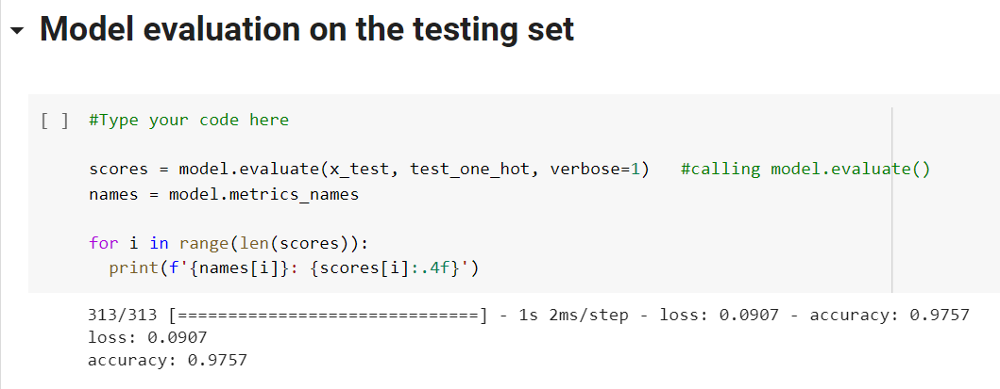 Model evaluation on the testing set
[ ] #Type your code here
scores = model.evaluate(x_test, test_one_hot, verbose=1)   #calling model.evaluate()
names = model.metrics_names
for i in range(len(scores)):
  print(f'{names[i]}: {scores[i]:.4f}')
313/313 [==============================] - 1s 2ms/step - loss: 0.0907 - accuracy: 0.9757
loss: 0.0907
accuracy: 0.9757